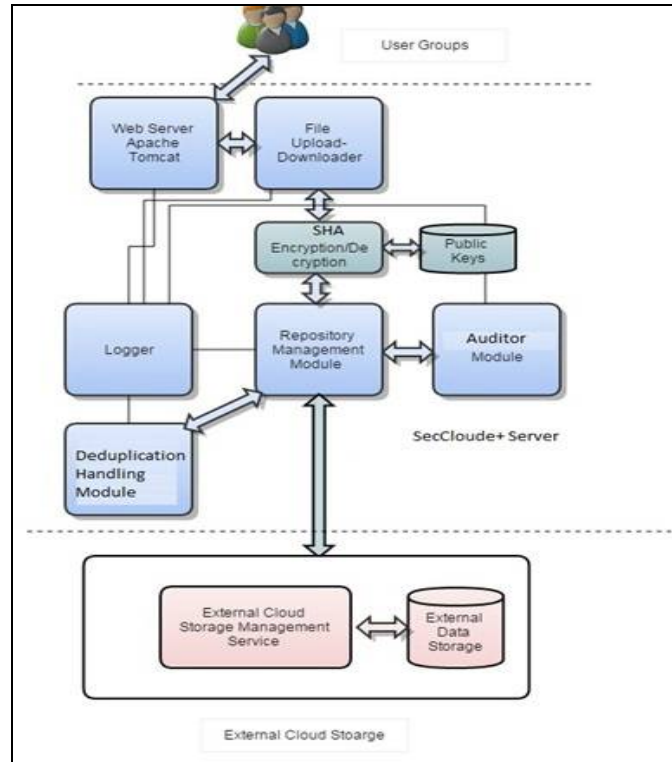 User Groups
Web Server
Apache
Tomcat
File
Upload-
Downloader
SHA
Encryption/De
cryption
Public
Keys
Logger
Repository
Management
Module
Auditor
Module
SecCloude+ Server
Deduplication
Handling
Module
External Cloud
Storage Management
Service
External
Data
Storage
External Cloud Stoarge